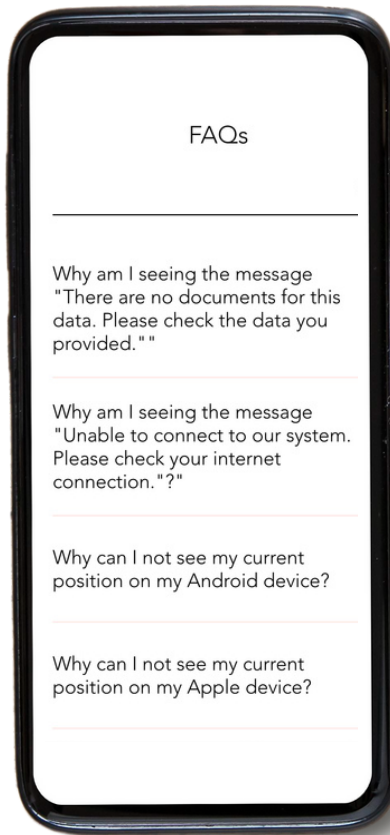 FAQs
Why am I seeing the message
"There are no documents for this
data. Please check the data you
provided.""
Why am I seeing the message
"Unable to connect to our system.
Please check your internet
connection."?"
Why can I not see my current
position on my Android device?
Why can I not see my current
position on my Apple device?